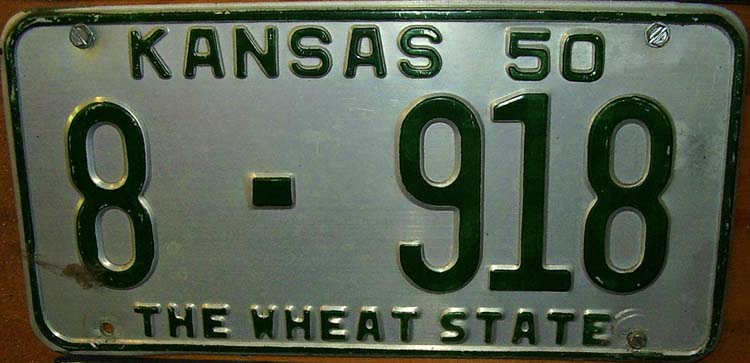 KANSAS 50
8 - 918
THE WHEAT STATE